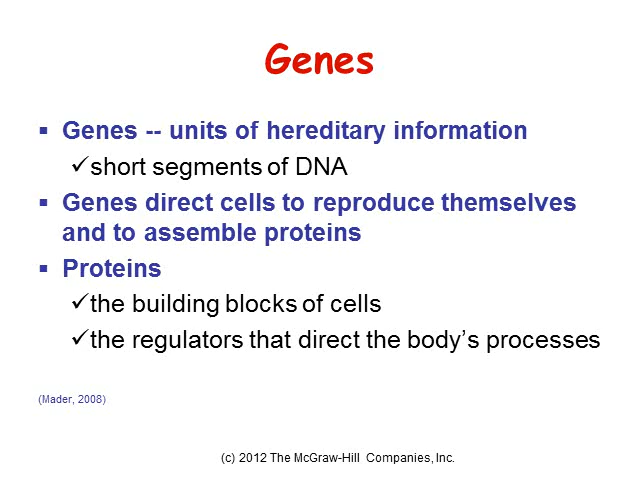 Genes
▪ Genes -- units of hereditary information
✓short segments of DNA
▪ Genes direct cells to reproduce themselves
and to assemble proteins
▪ Proteins
✓the building blocks of cells
✓the regulators that direct the body’s processes
(Mader, 2008)
(c) 2012 The McGraw-Hill Companies, Inc.